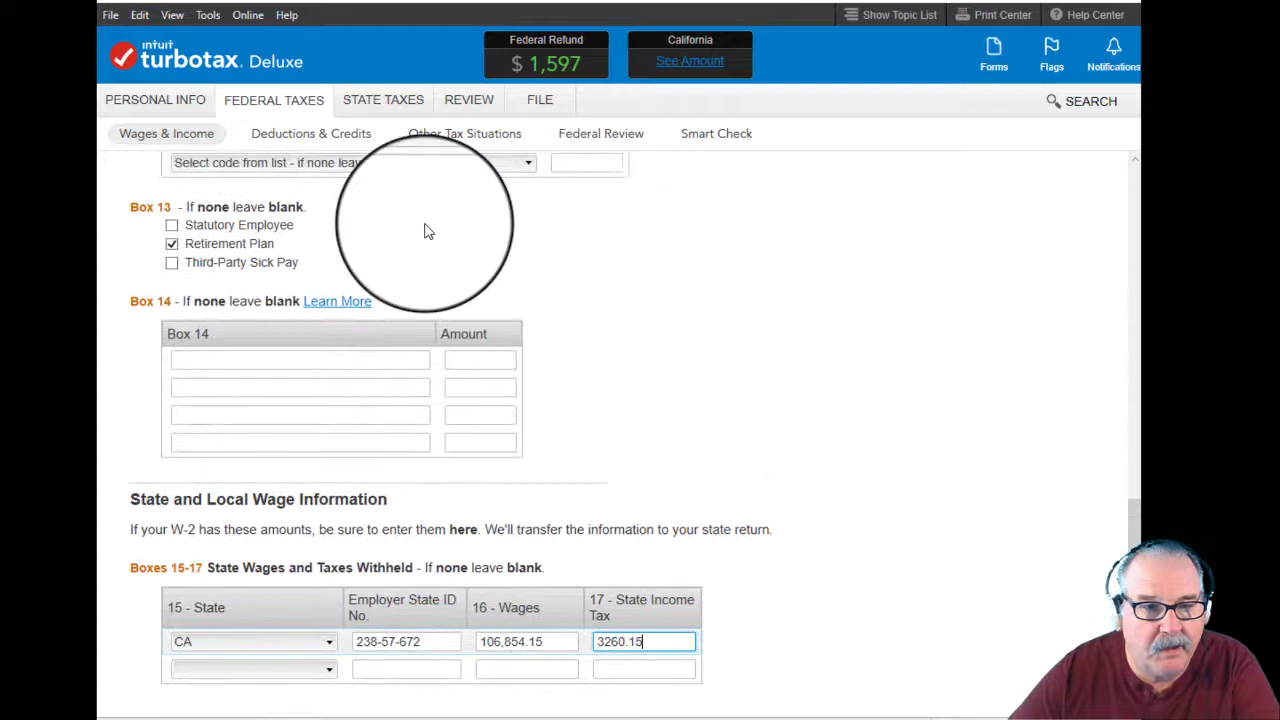 File Edit View Tools Online Help Show Topic List Print Center Help Center
intuit turbotax. Deluxe
Federal Refund
$ 1,597
California
See Amount
Forms Flags Notifications
PERSONAL INFO FEDERAL TAXES STATE TAXES REVIEW FILE SEARCH
Wages & Income Deductions & Credits Other Tax Situations Federal Review Smart Check
Select code from list - if none leav
Box 13 - If none leave blank.
Statutory Employee
Retirement Plan
Third-Party Sick Pay
Box 14 - If none leave blank Learn More
Box 14 Amount
State and Local Wage Information
If your W-2 has these amounts, be sure to enter them here. We'll transfer the information to your state return.
Boxes 15-17 State Wages and Taxes Withheld - If none leave blank.
15 - State Employer State ID No. 16 - Wages 17 - State Income Tax
CA 238-57-672 106,854.15 3260.15